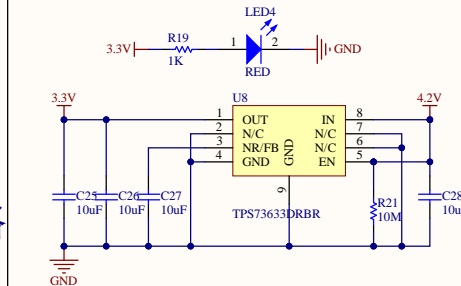 LED4
R19
3.3V
1
2
GND
1K
RED
3.3V
U8
4.2V
1
OUT
IN
8
2
N/C
N/C
7
3
NR/FB
N/C
6
4
GND
EN
5
GND
9
C25
C26
C27
R21
C28
10uF
10uF
10uF
10M
10u
TPS73633DRBR
GND